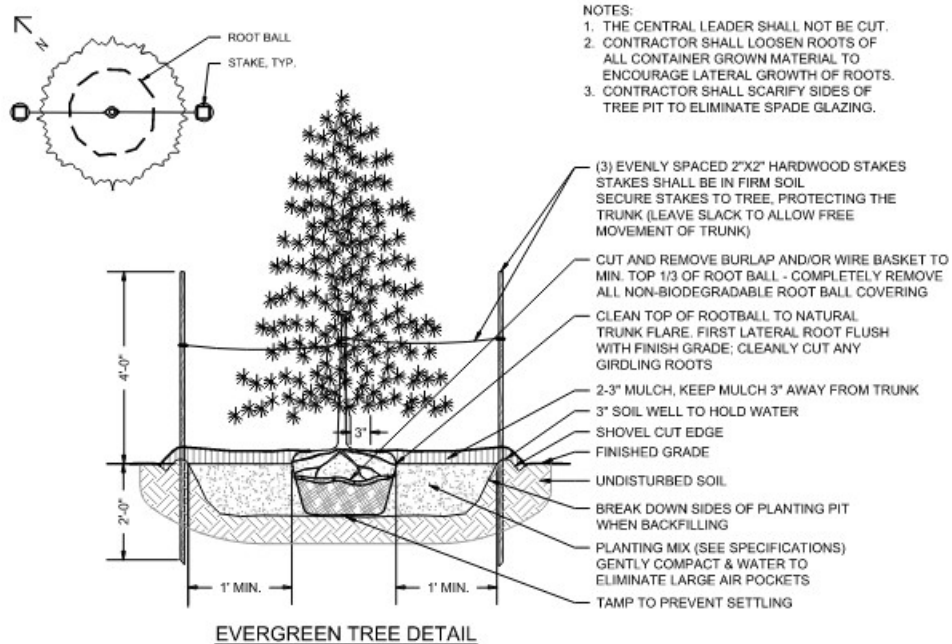 N
ROOT BALL
STAKE, TYP.
NOTES:
1. THE CENTRAL LEADER SHALL NOT BE CUT.
2. CONTRACTOR SHALL LOOSEN ROOTS OF
ALL CONTAINER GROWN MATERIAL TO
ENCOURAGE LATERAL GROWTH OF ROOTS.
3. CONTRACTOR SHALL SCARIFY SIDES OF
TREE PIT TO ELIMINATE SPADE GLAZING.
(3) EVENLY SPACED 2"X2" HARDWOOD STAKES
STAKES SHALL BE IN FIRM SOIL
SECURE STAKES TO TREE, PROTECTING THE
TRUNK (LEAVE SLACK TO ALLOW FREE
MOVEMENT OF TRUNK)
CUT AND REMOVE BURLAP AND/OR WIRE BASKET TO
MIN. TOP 1/3 OF ROOT BALL - COMPLETELY REMOVE
ALL NON-BIODEGRADABLE ROOT BALL COVERING
CLEAN TOP OF ROOTBALL TO NATURAL
TRUNK FLARE. FIRST LATERAL ROOT FLUSH
WITH FINISH GRADE; CLEANLY CUT ANY
GIRDLING ROOTS
2-3" MULCH, KEEP MULCH 3" AWAY FROM TRUNK
3" SOIL WELL TO HOLD WATER
SHOVEL CUT EDGE
FINISHED GRADE
UNDISTURBED SOIL
BREAK DOWN SIDES OF PLANTING PIT
WHEN BACKFILLING
PLANTING MIX (SEE SPECIFICATIONS)
GENTLY COMPACT & WATER TO
ELIMINATE LARGE AIR POCKETS
TAMP TO PREVENT SETTLING
4'-0"
3"
2'-0"
1' MIN.
1' MIN.
EVERGREEN TREE DETAIL